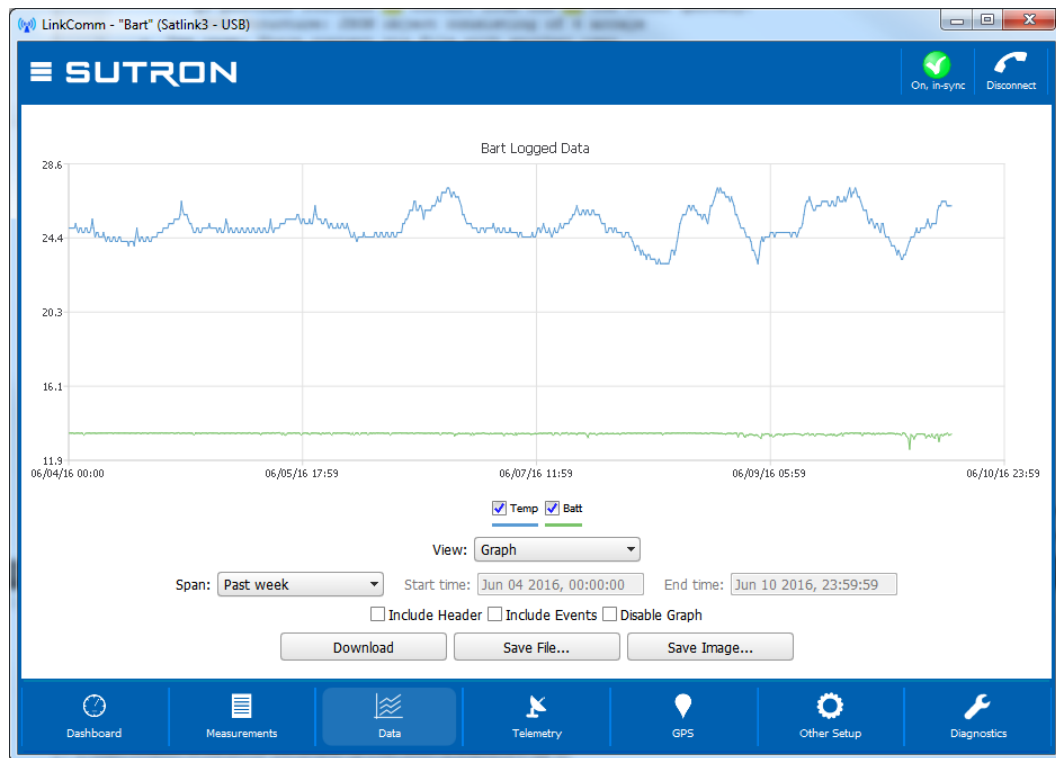 LinkComm - "Bart" (Satlink3 - USB)
SUTRON
On, in-sync
Disconnect
Bart Logged Data
28.6
24.4
20.3
16.1
11.9
06/04/16 00:00
06/05/16 17:59
06/07/16 11:59
06/09/16 05:59
06/10/16 23:59
Temp
Batt
View: Graph
Span: Past week
Start time: Jun 04 2016, 00:00:00
End time: Jun 10 2016, 23:59:59
Include Header
Include Events
Disable Graph
Download
Save File...
Save Image...
Dashboard
Measurements
Data
Telemetry
GPS
Other Setup
Diagnostics